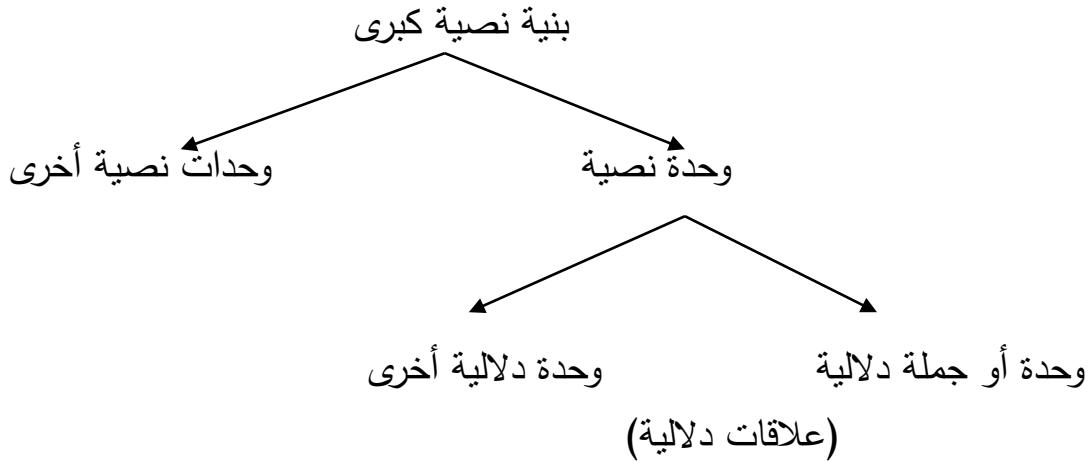 بنية نصية كبرى
وحدة نصية وحدات نصية أخرى
وحدة أو جملة دلالية وحدة دلالية أخرى
(علاقات دلالية)